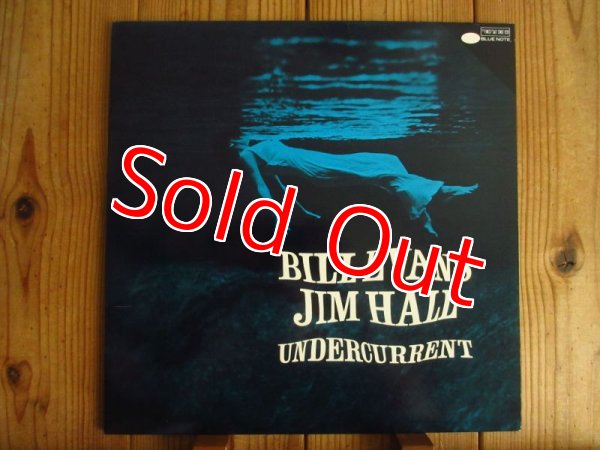 BLUE NOTE
Sold Out
BILL EVANS
JIM HALL
UNDERCURRENT